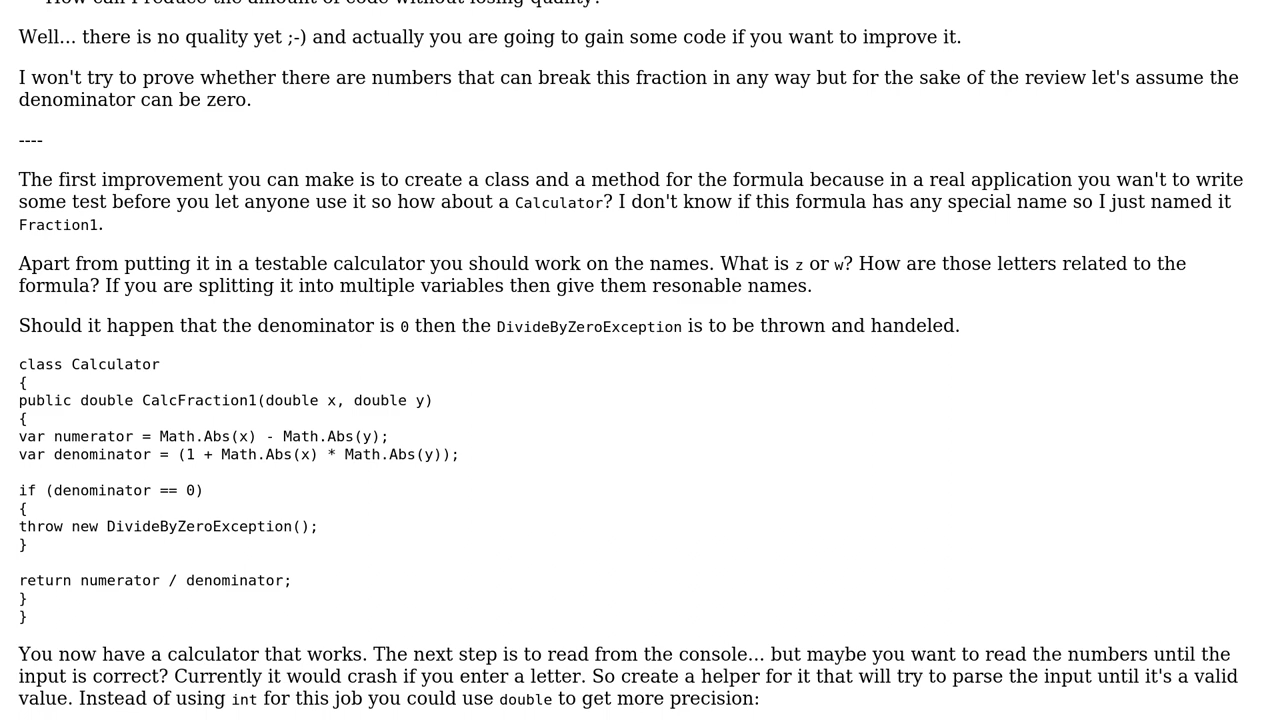 How can I reduce the amount of code without losing quality?
Well... there is no quality yet ;-) and actually you are going to gain some code if you want to improve it.
I won't try to prove whether there are numbers that can break this fraction in any way but for the sake of the review let's assume the
denominator can be zero.
----
The first improvement you can make is to create a class and a method for the formula because in a real application you wan't to write
some test before you let anyone use it so how about a Calculator? I don't know if this formula has any special name so I just named it
Fraction1.
Apart from putting it in a testable calculator you should work on the names. What is z or w? How are those letters related to the
formula? If you are splitting it into multiple variables then give them resonable names.
Should it happen that the denominator is 0 then the DivideByZeroException is to be thrown and handeled.
class Calculator
{
public double CalcFraction1(double x, double y)
{
var numerator = Math.Abs(x) - Math.Abs(y);
var denominator = (1 + Math.Abs(x) * Math.Abs(y));
if (denominator == 0)
{
throw new DivideByZeroException();
}
return numerator / denominator;
}
}
You now have a calculator that works. The next step is to read from the console... but maybe you want to read the numbers until the
input is correct? Currently it would crash if you enter a letter. So create a helper for it that will try to parse the input until it's a valid
value. Instead of using int for this job you could use double to get more precision: